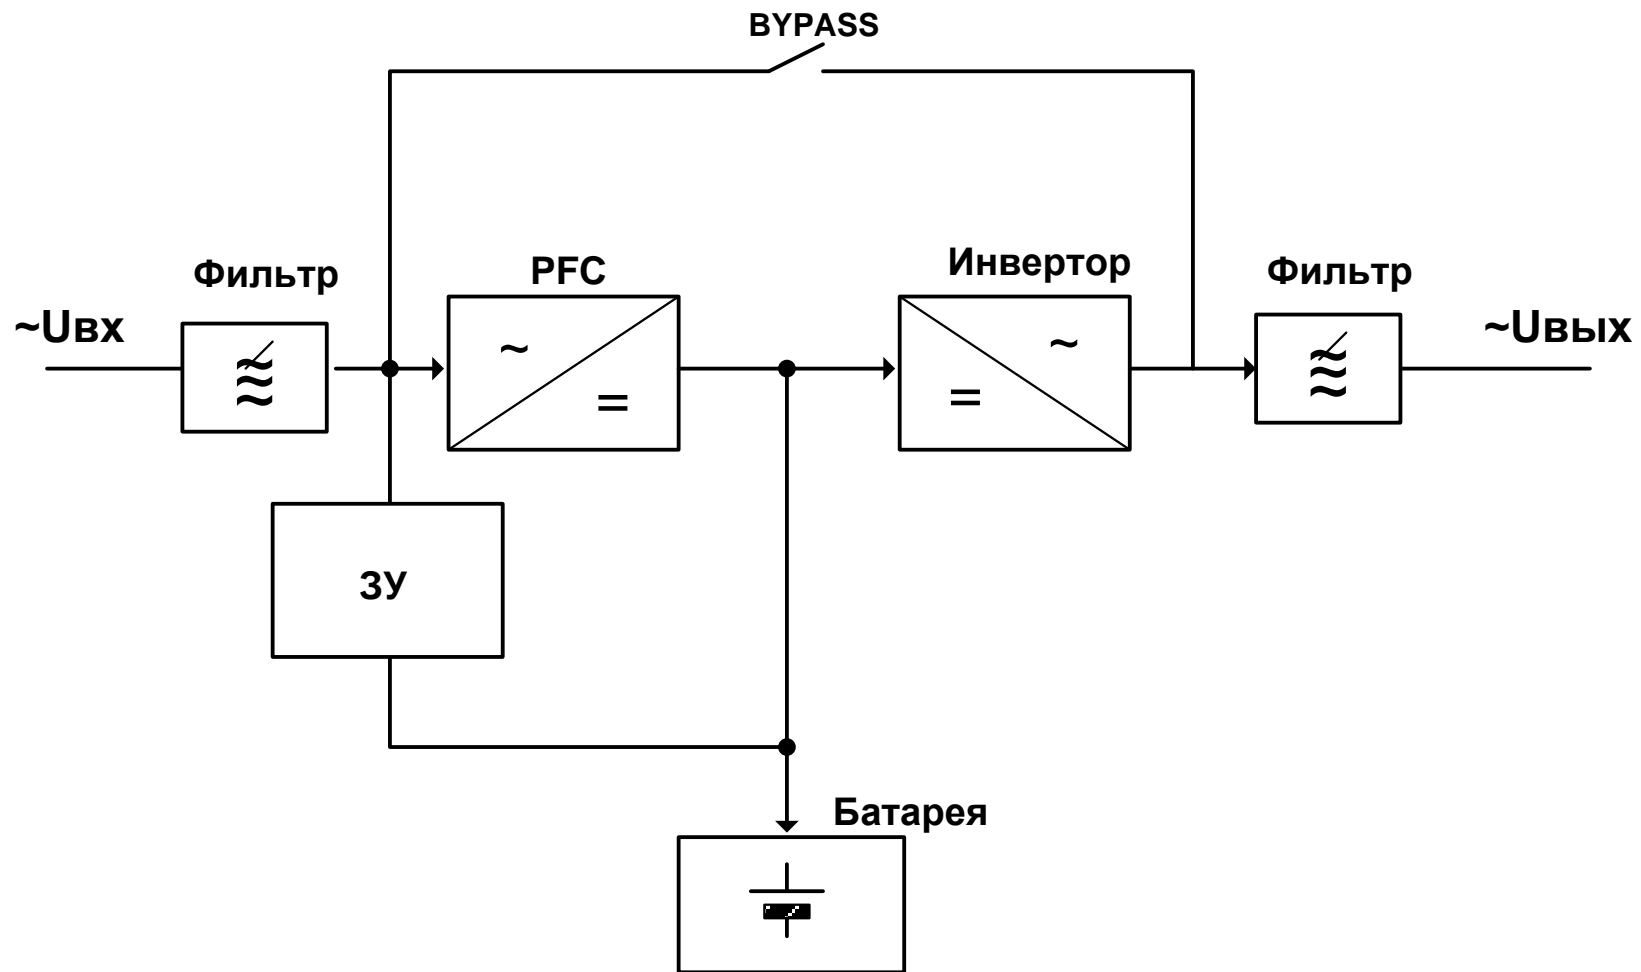 BYPASS
Фильтр
PFC
Инвертор
Фильтр
~Uвх
~Uвых
~
=
~
=
ЗУ
Батарея